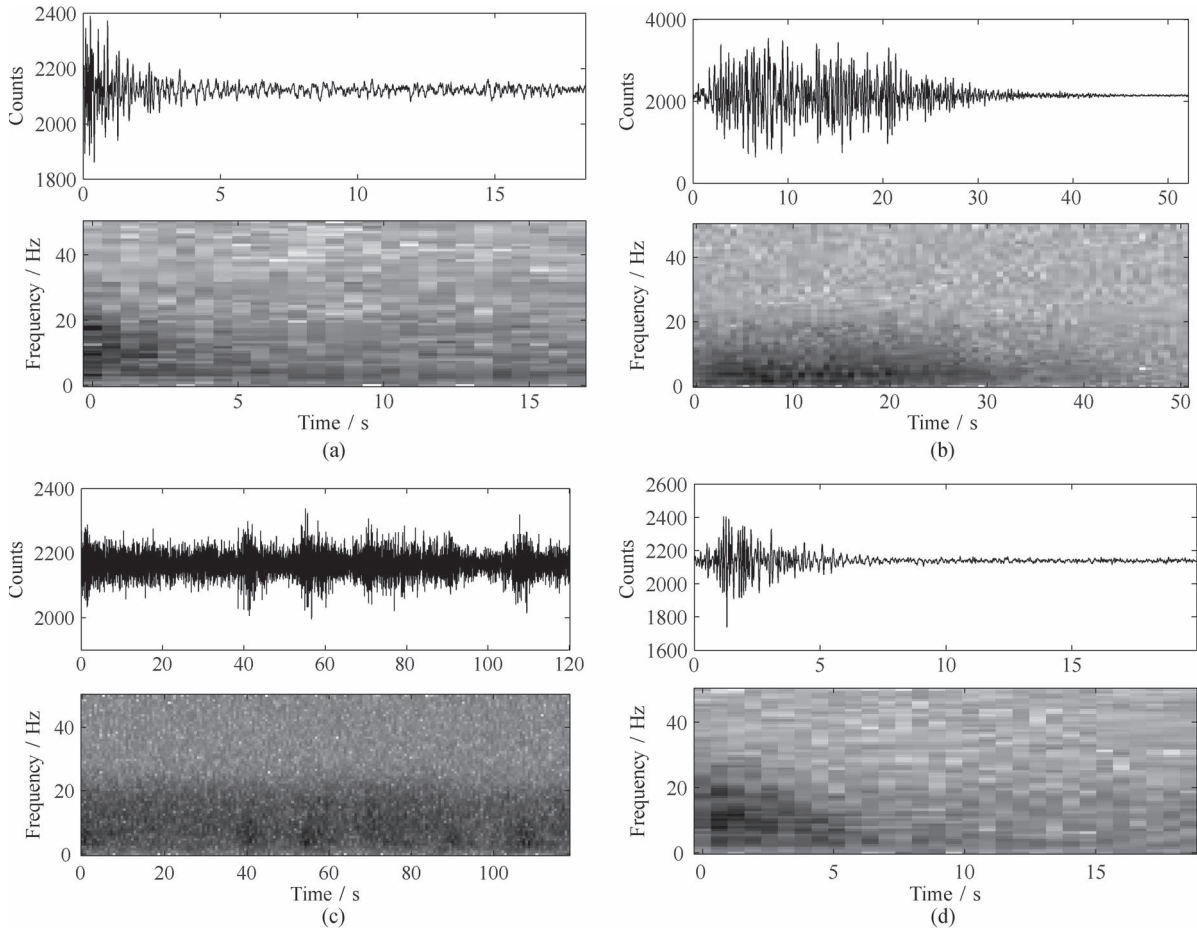 2400
2200
2000
1800
Counts
0 5 10 15
40
20
0
Frequency / Hz
0 5 10 15
Time / s
(a)
4000
2000
0
Counts
0 10 20 30 40 50
40
20
0
Frequency / Hz
0 10 20 30 40 50
Time / s
(b)
2400
2200
2000
Counts
0 20 40 60 80 100 120
40
20
0
Frequency / Hz
0 20 40 60 80 100
Time / s
(c)
2600
2400
2200
2000
1800
1600
Counts
0 5 10 15
40
20
0
Frequency / Hz
0 5 10 15
Time / s
(d)